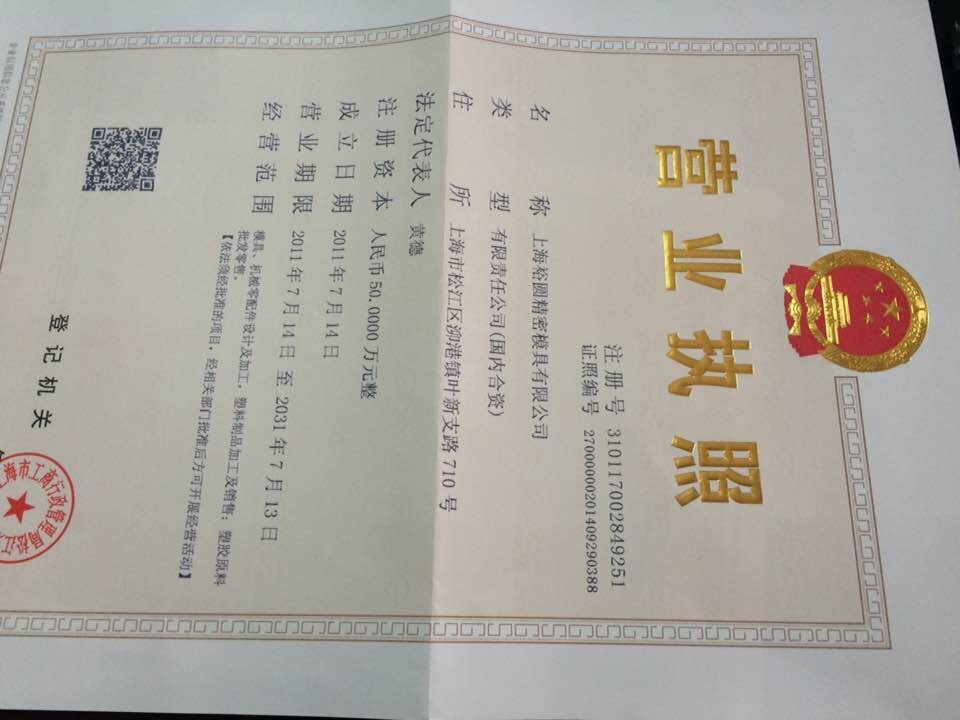 营业执照
注册号 310117002849251
证照编号 27000000201409290388
名称 上海裕圆精密模具有限公司
类型 有限责任公司(国内合资)
住所 上海市松江区泖港镇叶新支路710号
法定代表人 黄德
注册资本 人民币50.0000万元整
成立日期 2011年7月14日
营业期限 2011年7月14日至2031年7月13日
经营范围 模具、机械零配件设计及加工，塑料制品加工及销售；塑胶原料
批发零售。
【依法须经批准的项目，经相关部门批准后方可开展经营活动】
登记机关
上海市工商行政管理局松江